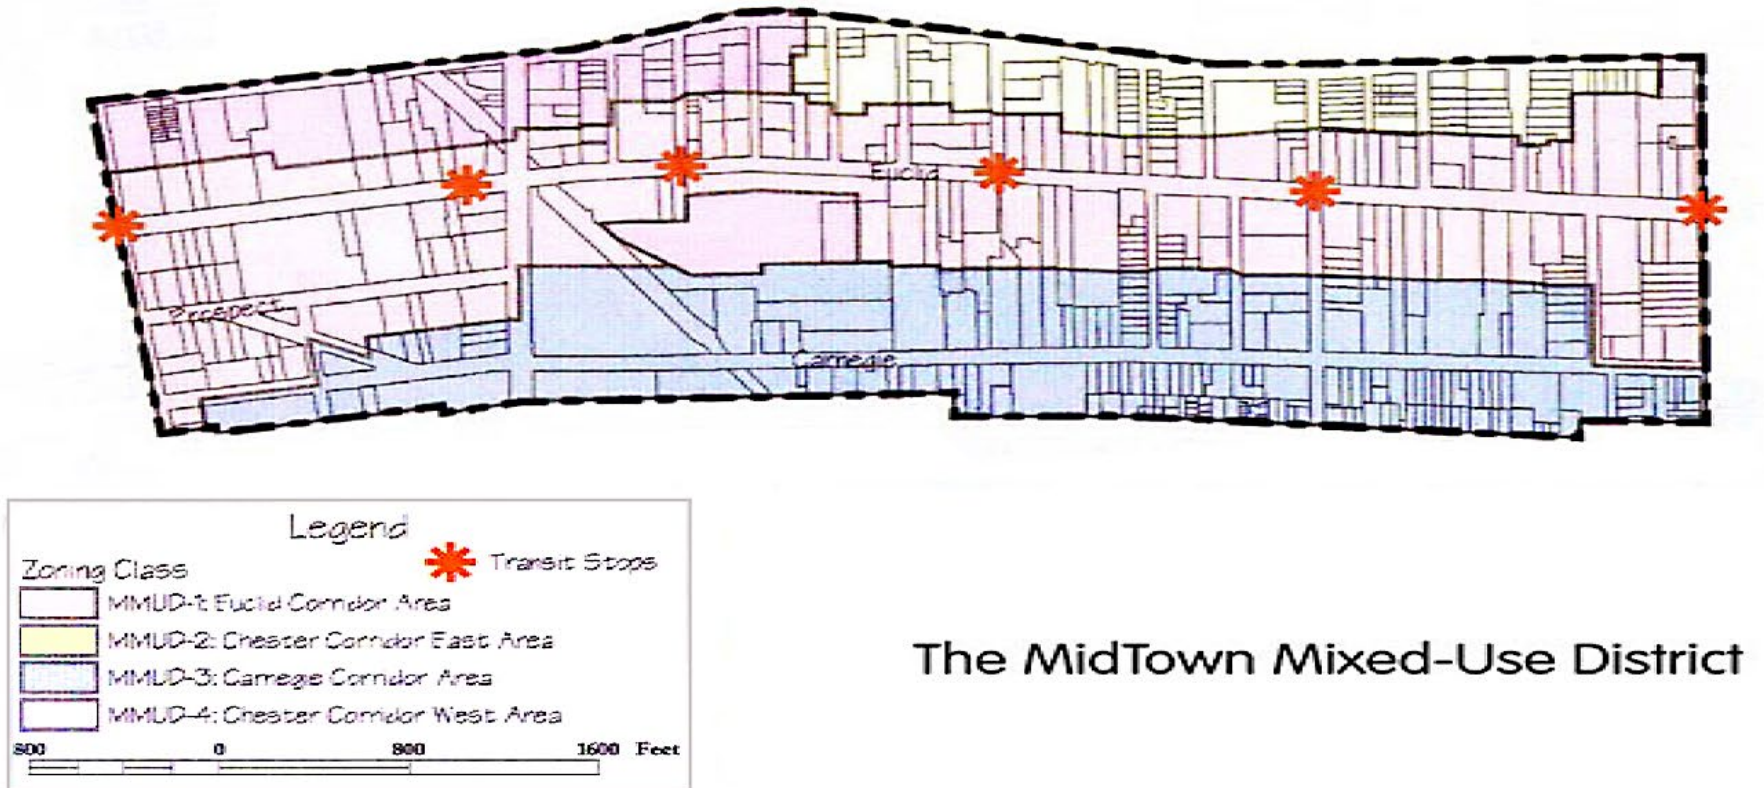 Euclid
Prospect
Carnegie
Legend
Zoning Class
Transit Stops
MMUD-1: Euclid Corridor Area
MMUD-2: Chester Corridor East Area
MMUD-3: Carnegie Corridor Area
MMUD-4: Chester Corridor West Area
800 0 800 1600 Feet
The MidTown Mixed-Use District